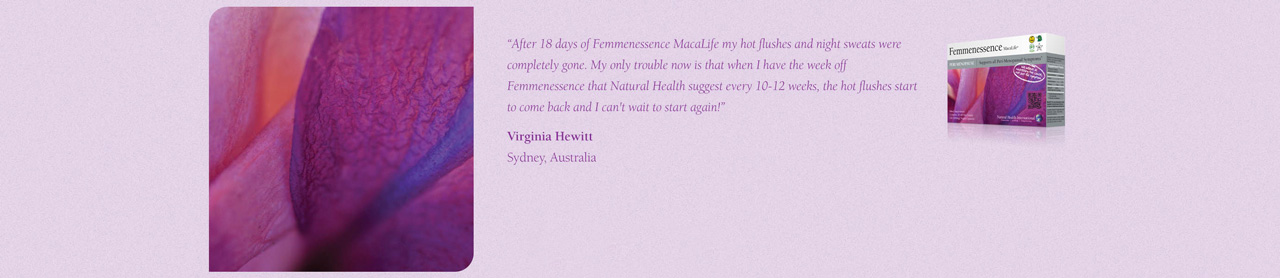 “After 18 days of Femmenessence MacaLife my hot flushes and night sweats were
completely gone. My only trouble now is that when I have the week off
Femmenessence that Natural Health suggest every 10-12 weeks, the hot flushes start
to come back and I can't wait to start again!”
Virginia Hewitt
Sydney, Australia
Femmenessence MacaLife